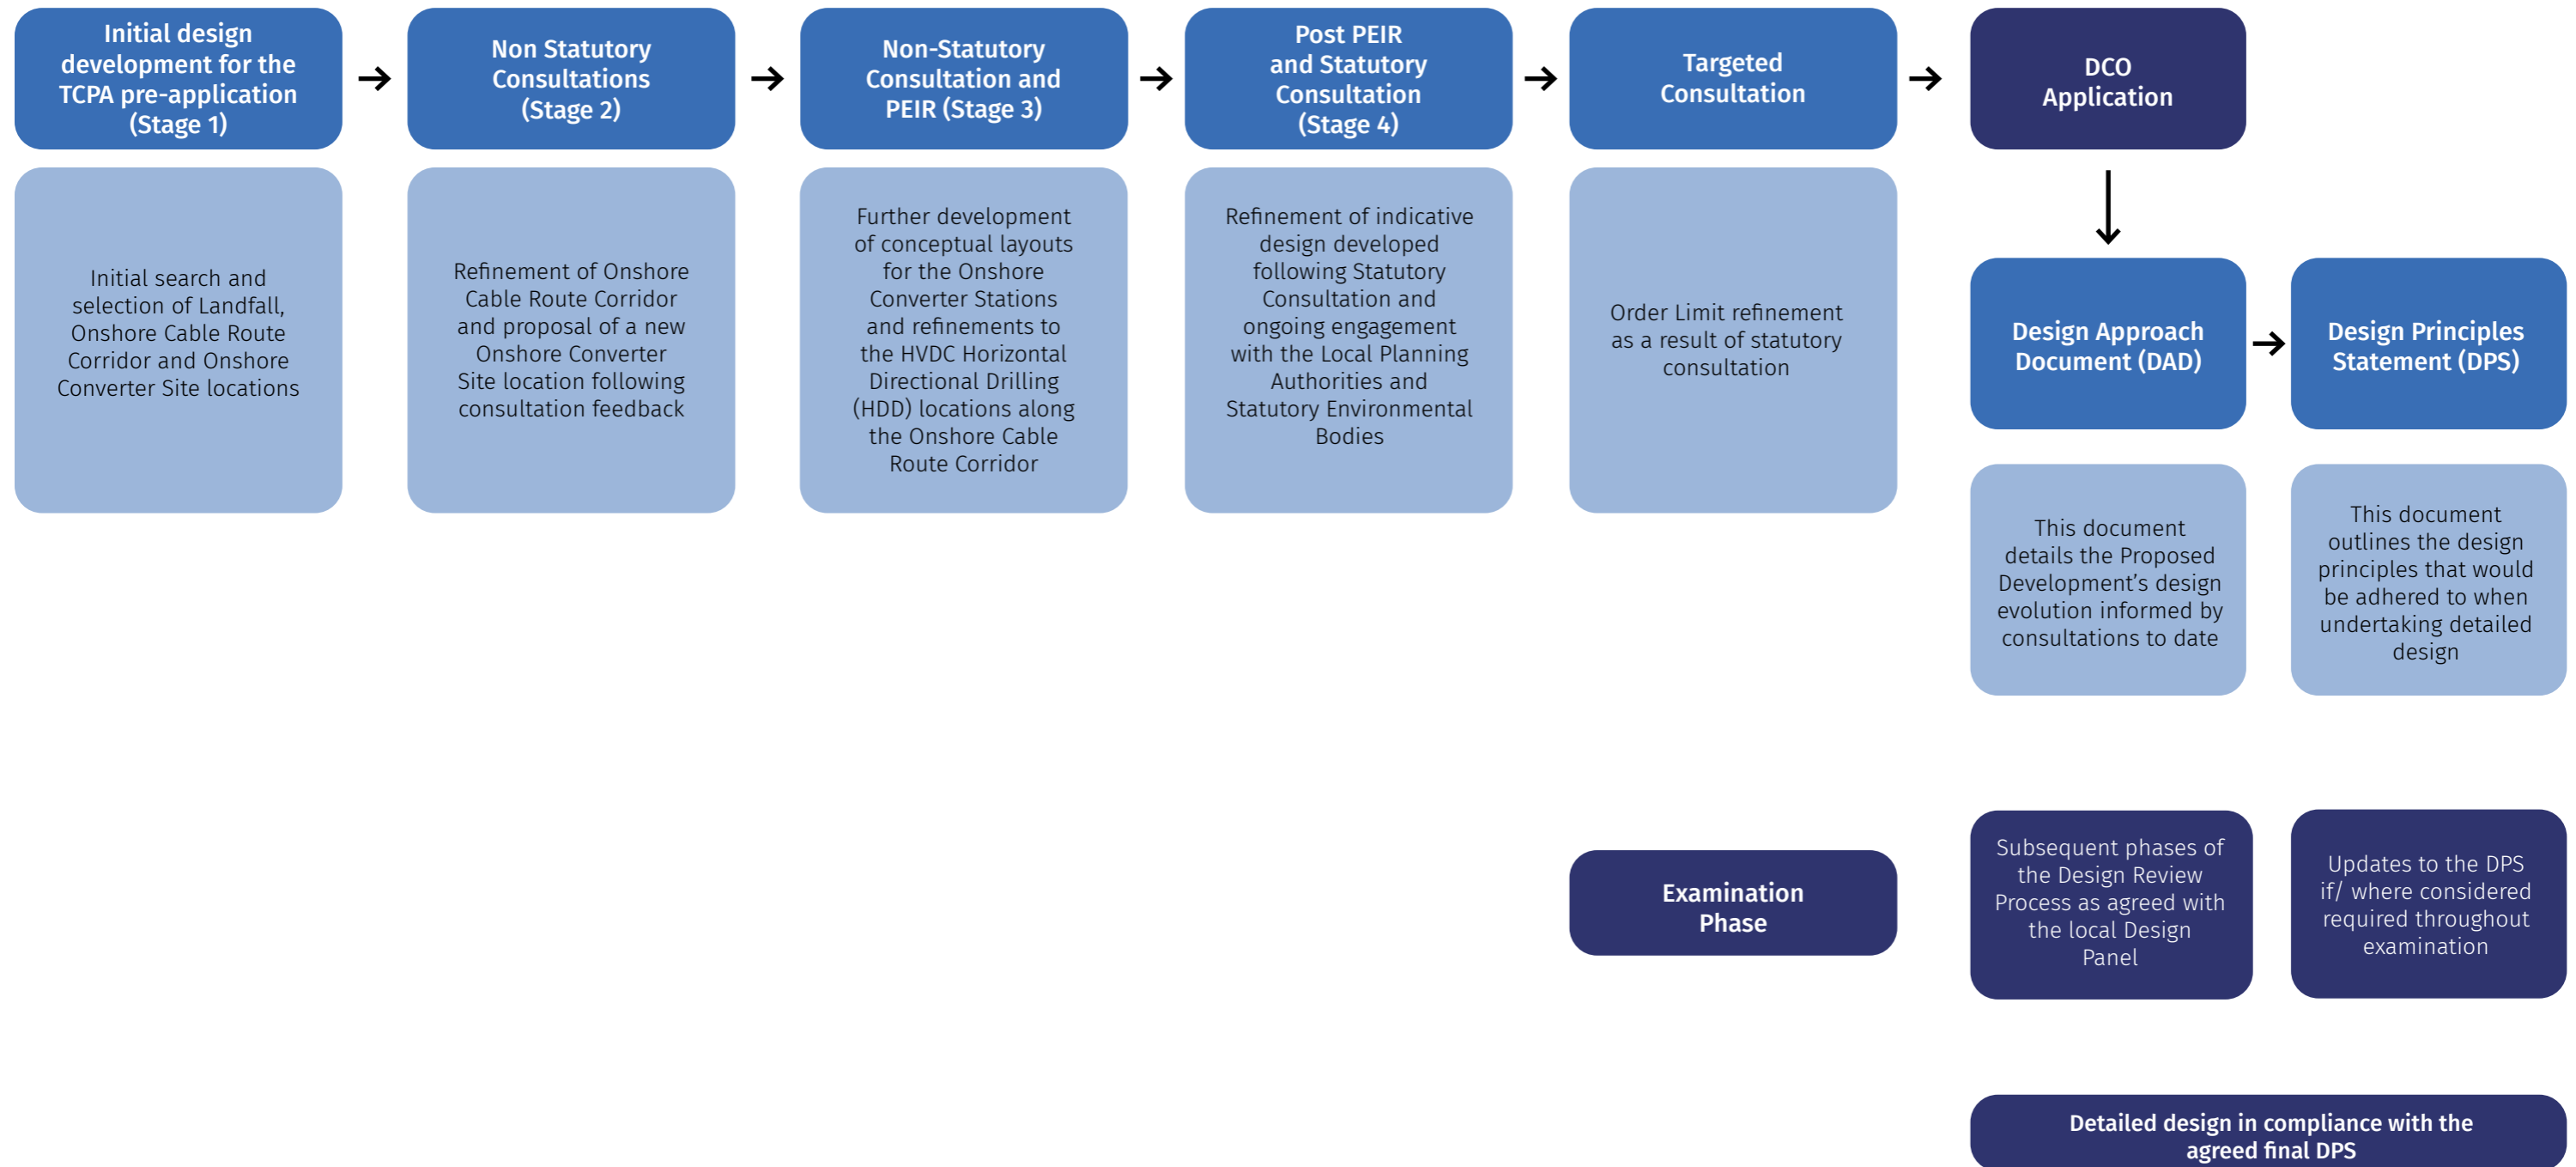 Initial design
development for the
TCPA pre-application
(Stage 1)
Non Statutory
Consultations
(Stage 2)
Non-Statutory
Consultation and
PEIR (Stage 3)
Post PEIR
and Statutory
Consultation
(Stage 4)
Targeted
Consultation
DCO
Application
Initial search and
selection of Landfall,
Onshore Cable Route
Corridor and Onshore
Converter Site locations
Refinement of Onshore
Cable Route Corridor
and proposal of a new
Onshore Converter
Site location following
consultation feedback
Further development
of conceptual layouts
for the Onshore
Converter Stations
and refinements to
the HVDC Horizontal
Directional Drilling
(HDD) locations along
the Onshore Cable
Route Corridor
Refinement of indicative
design developed
following Statutory
Consultation and
ongoing engagement
with the Local Planning
Authorities and
Statutory Environmental
Bodies
Order Limit refinement
as a result of statutory
consultation
Design Approach
Document (DAD)
Design Principles
Statement (DPS)
This document
details the Proposed
Development’s design
evolution informed by
consultations to date
This document
outlines the design
principles that would
be adhered to when
undertaking detailed
design
Examination
Phase
Subsequent phases of
the Design Review
Process as agreed with
the local Design
Panel
Updates to the DPS
if/ where considered
required throughout
examination
Detailed design in compliance with the
agreed final DPS